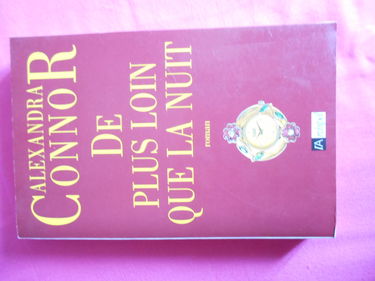 ALEXANDRA
CONNOR
DE
PLUS LOIN
QUE LA NUIT
roman